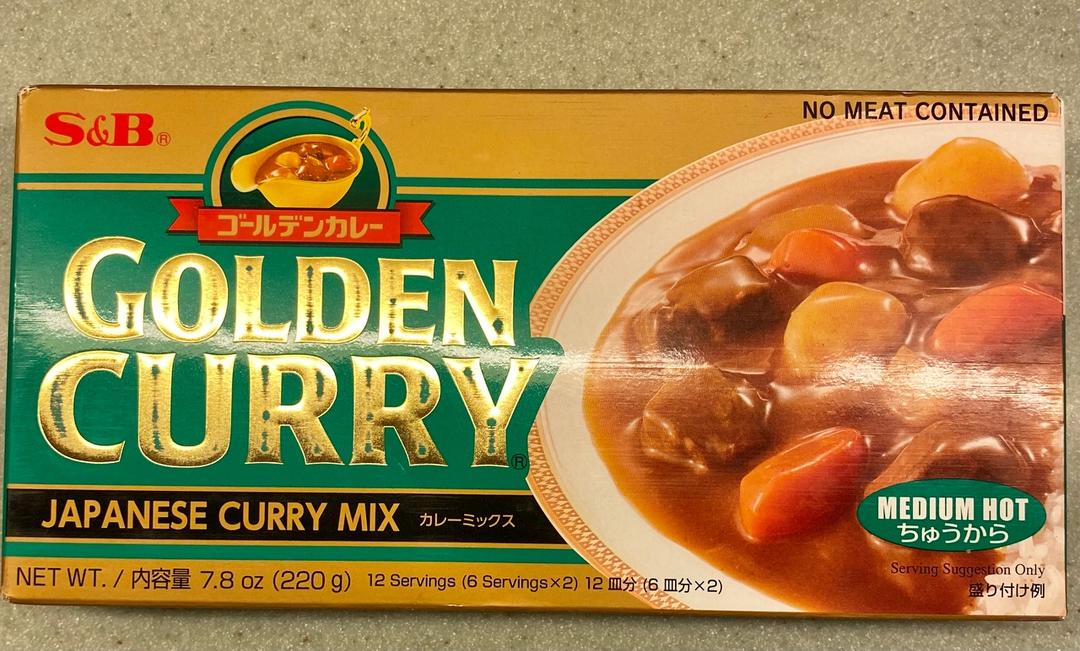 S&B®
NO MEAT CONTAINED
ゴールデンカレー
GOLDEN
CURRY®
JAPANESE CURRY MIX カレーミックス
MEDIUM HOT
ちゅうから
NET WT. / 内容量 7.8 oz (220 g) 12 Servings (6 Servings×2) 12 皿分 (6 皿分×2)
Serving Suggestion Only
盛り付け例